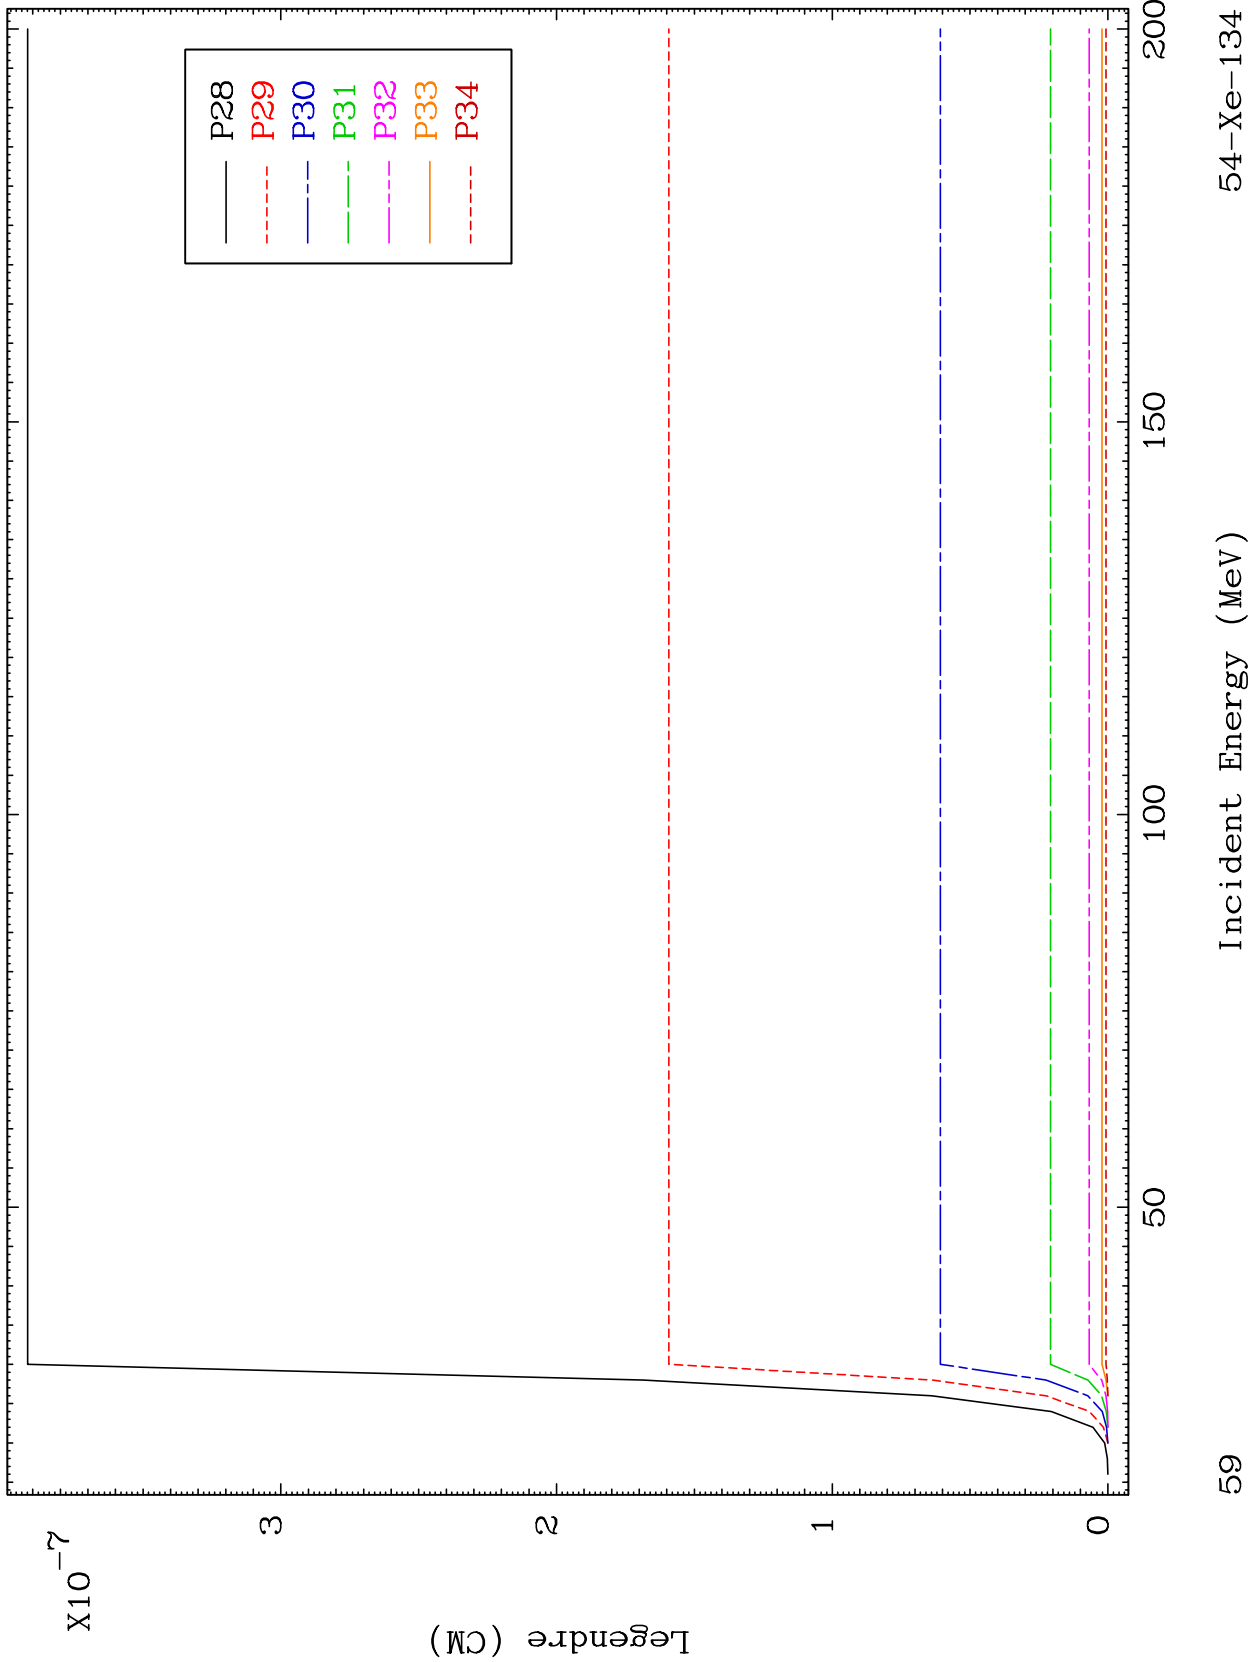 X10-7
3
2
1
0
Legendre (CM)
P28
P29
P30
P31
P32
P33
P34
50
100
150
200
59
Incident Energy (MeV)
54-Xe-134